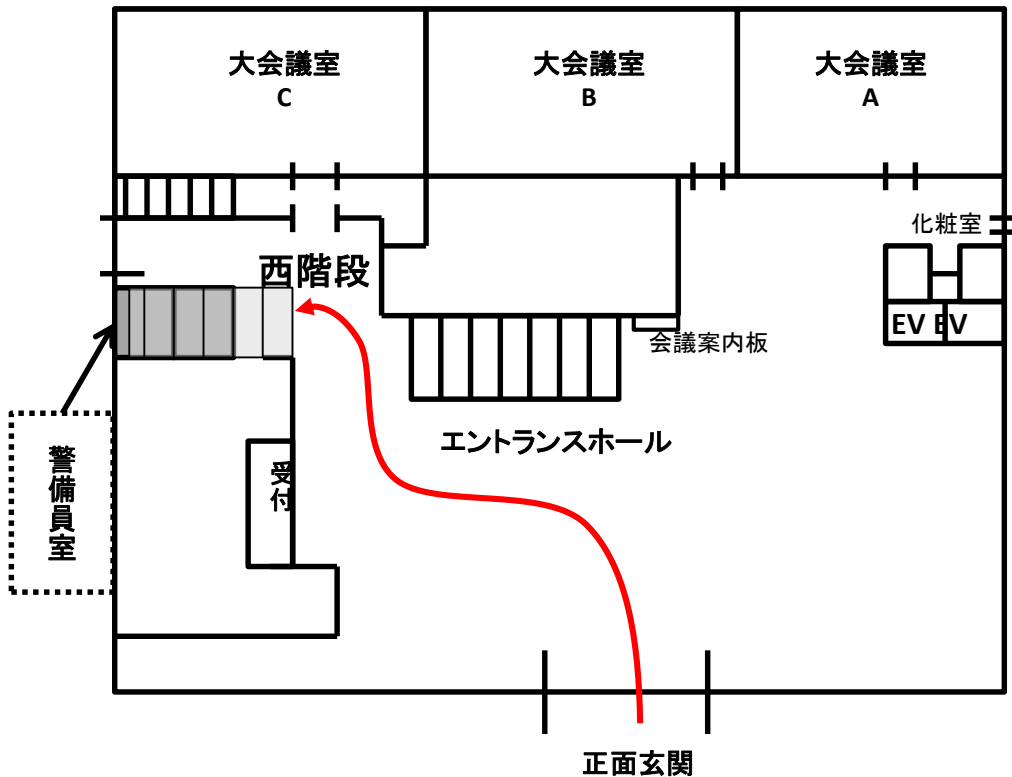 大会議室
C
大会議室
B
大会議室
A
化粧室
西階段
EV EV
会議案内板
エントランスホール
受付
警備員室
正面玄関